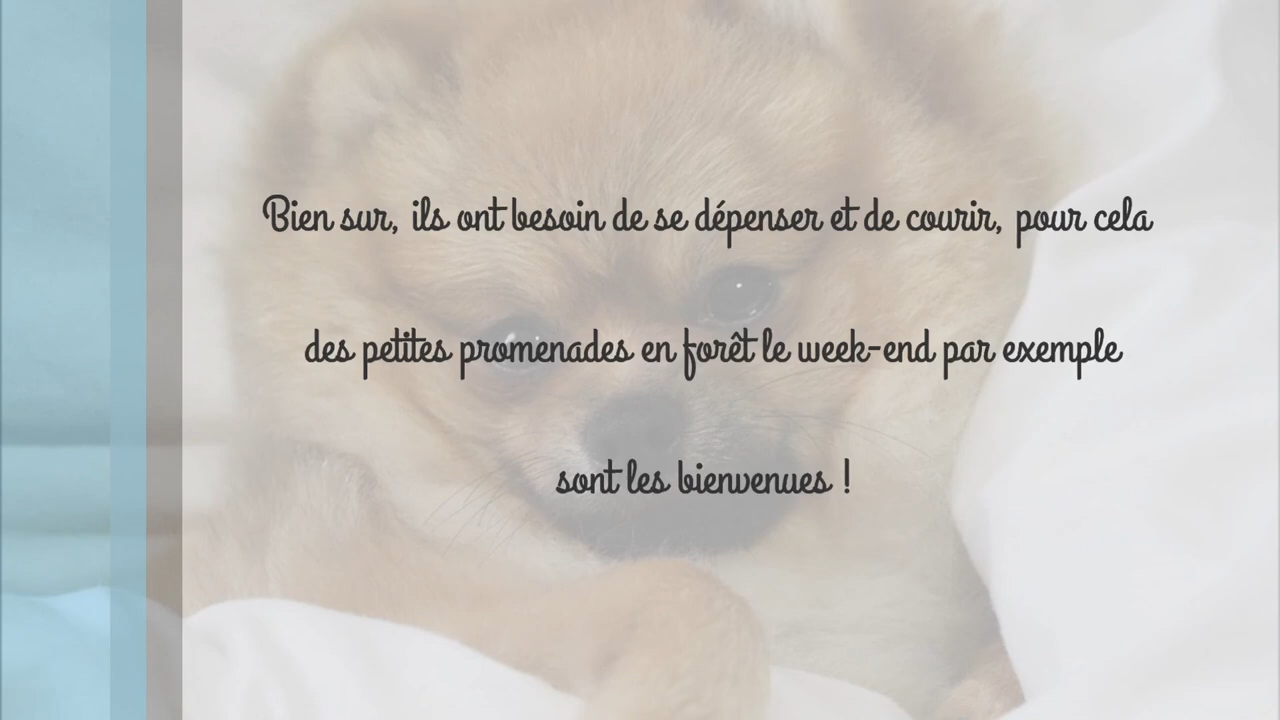 Bien sur, ils ont besoin de se dépenser et de courir, pour cela
des petites promenades en forêt le week-end par exemple
sont les bienvenues !